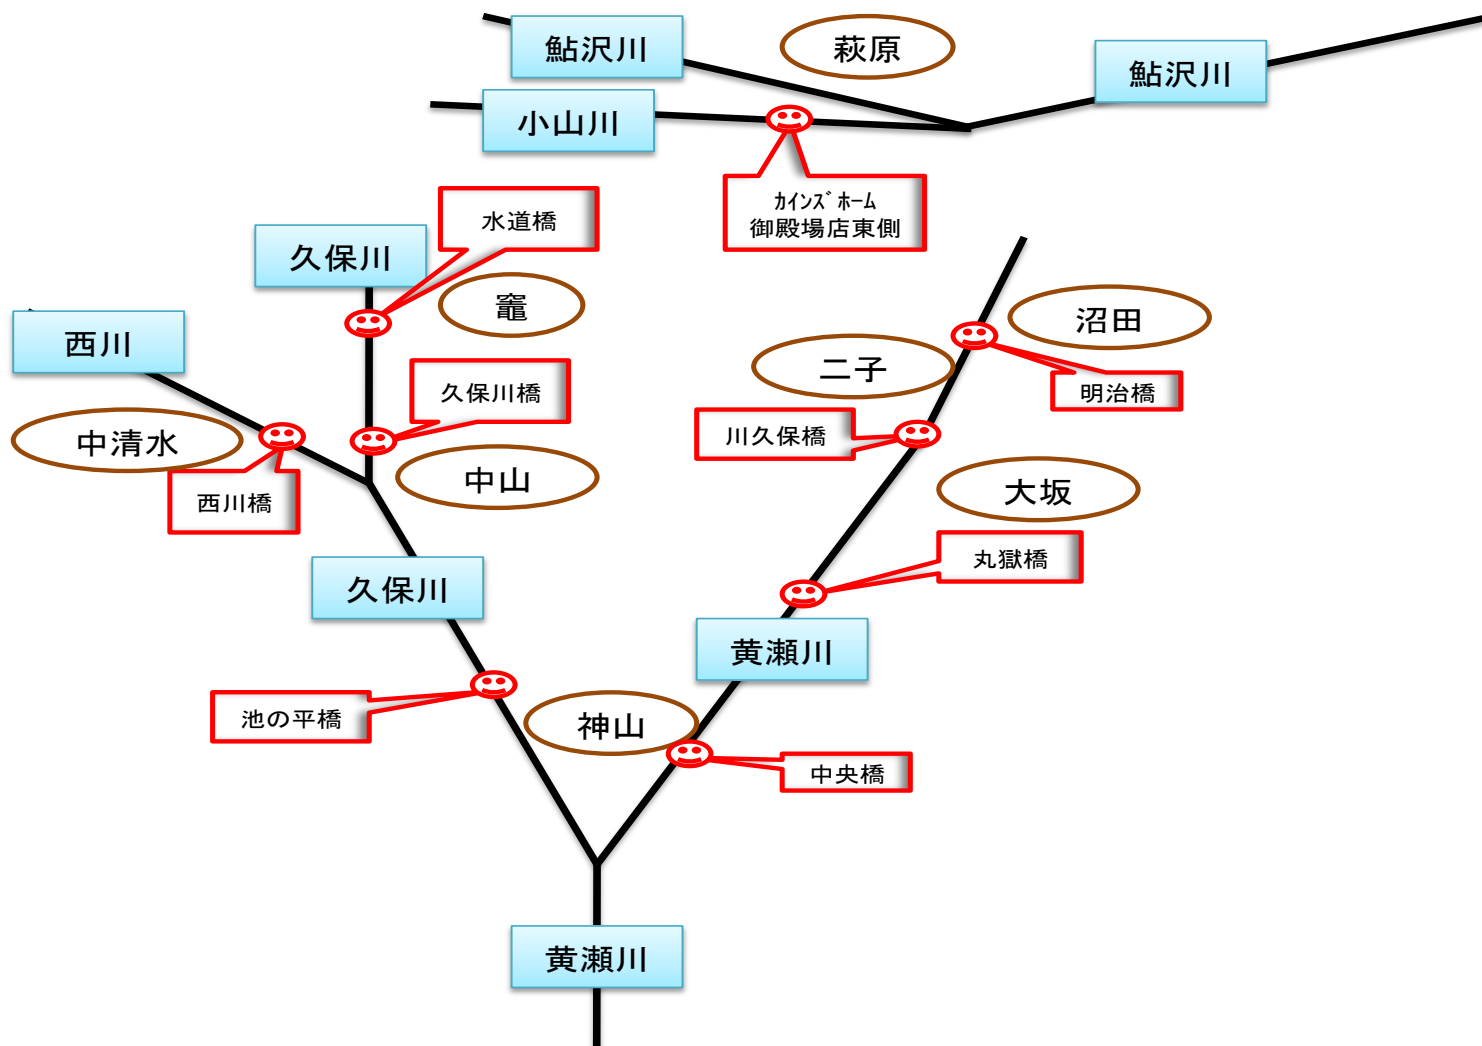 鮎沢川
萩原
鮎沢川
小山川
ｶｲﾝｽﾞﾎｰﾑ
御殿場店東側
水道橋
久保川
竈
沼田
西川
二子
明治橋
久保川橋
川久保橋
中清水
中山
大坂
西川橋
丸獄橋
久保川
黄瀬川
池の平橋
神山
中央橋
黄瀬川